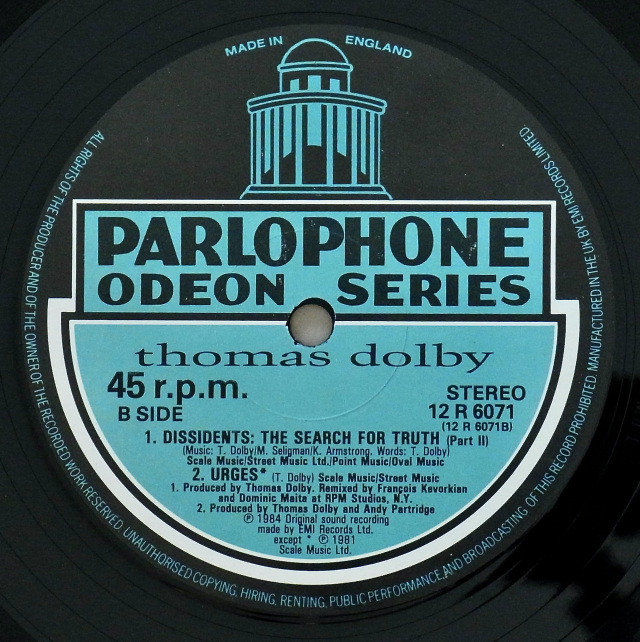 MADE IN ENGLAND
PARLOPHONE
ODEON SERIES
thomas dolby
45 r.p.m.
B SIDE
STEREO
12 R 6071
(12 R 6071B)
1. DISSIDENTS: THE SEARCH FOR TRUTH (Part II)
(Music: T. Dolby/M. Seligman/K. Armstrong. Words: T. Dolby)
Scale Music/Street Music Ltd./Point Music/Oval Music
2. URGES* (T. Dolby) Scale Music/Street Music
1. Produced by Thomas Dolby. Remixed by François Kevorkian
and Dominic Maita at RPM Studios, N.Y.
2. Produced by Thomas Dolby and Andy Partridge
℗ 1984 Original sound recording
made by EMI Records Ltd.
except * ℗ 1981
Scale Music Ltd.
ALL RIGHTS OF THE PRODUCER AND OF THE OWNER OF THE RECORDED WORK RESERVED. UNAUTHORISED COPYING, HIRING, RENTING, PUBLIC PERFORMANCE AND BROADCASTING OF THIS RECORD PROHIBITED. MANUFACTURED IN THE UK BY EMI RECORDS LIMITED.